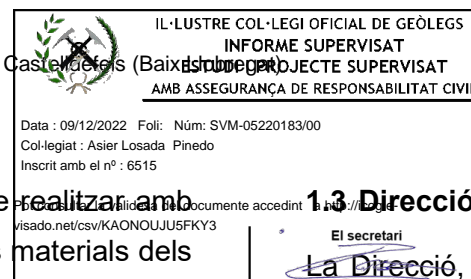 IL·LUSTRE COL·LEGI OFICIAL DE GEÒLEGS
INFORME SUPERVISAT
Castelldefels (Baix Llobregat).
ESTUDI O PROJECTE SUPERVISAT
AMB ASSEGURANÇA DE RESPONSABILITAT CIVIL
Data : 09/12/2022 Foli: Núm: SVM-05220183/00
Col·legiat : Asier Losada Pinedo
Inscrit amb el nº : 6515
e realitzar amb
1.3 Direcció
Pot consultar la validesa del documente accedint a http://icogle-
visado.net/csv/KAONOUJU5FKY3
s materials dels
El secretari
La Direcció,